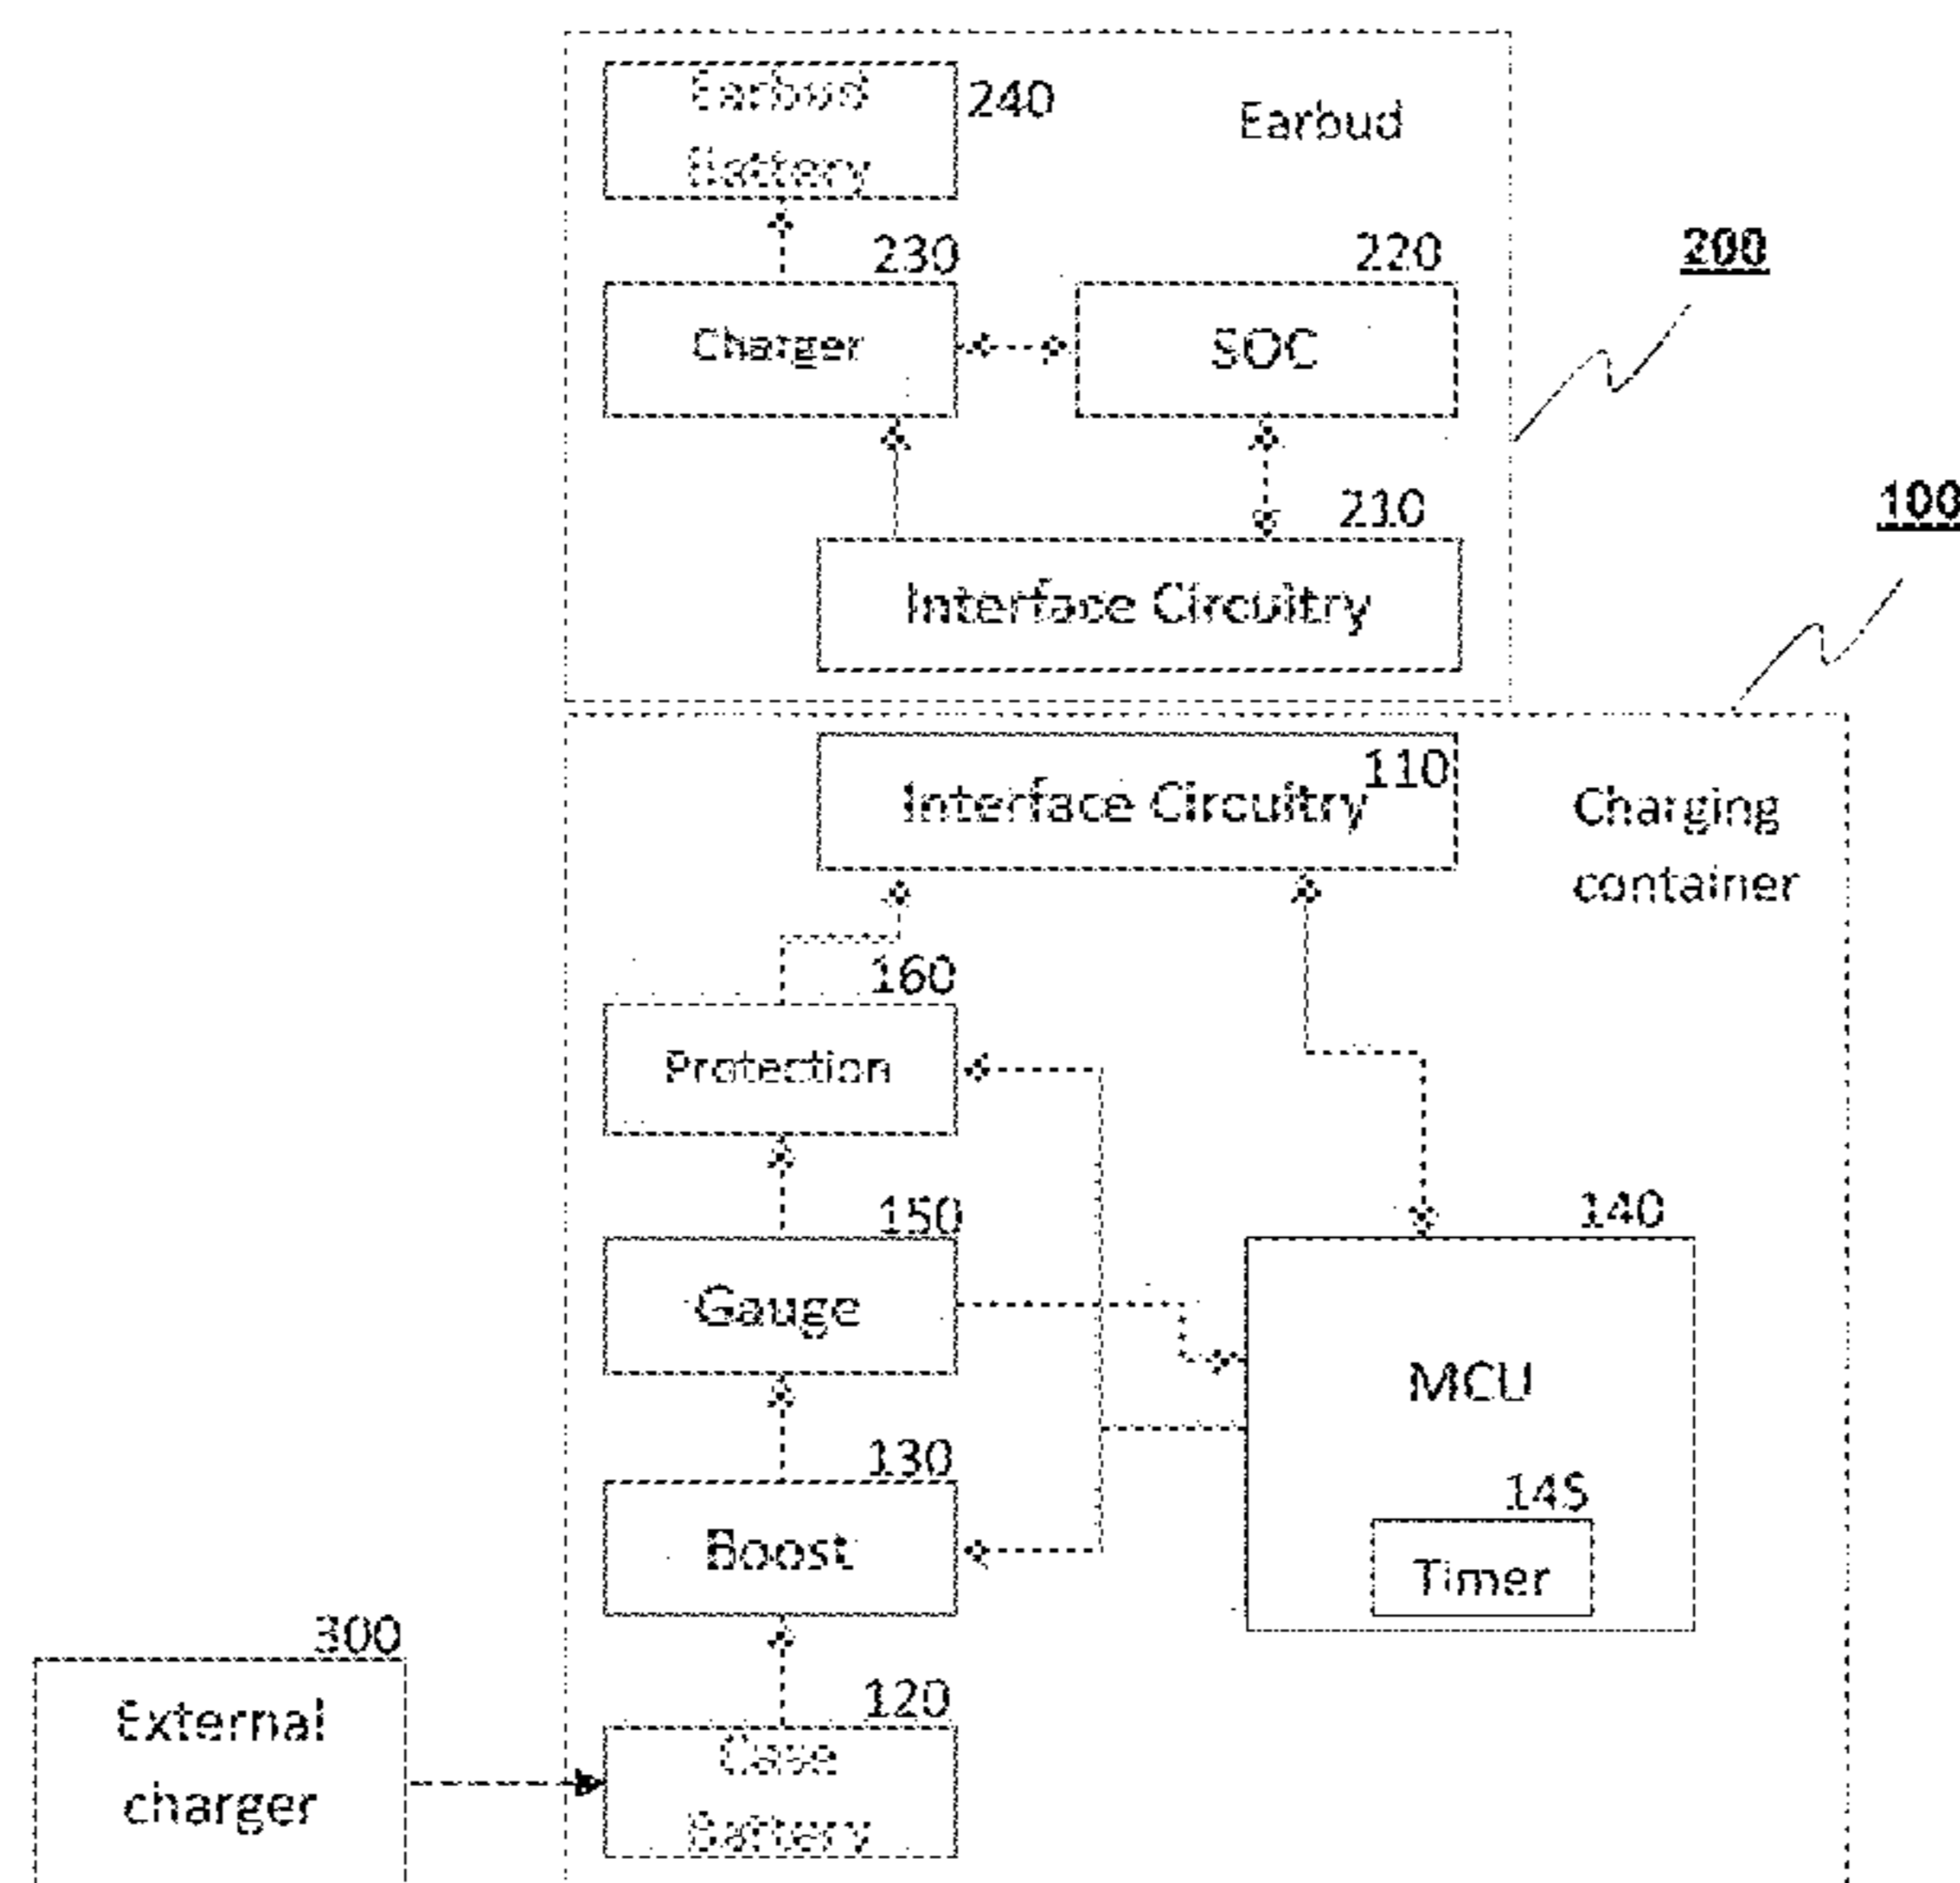 Earbud
Battery
240
Earbud
230
220
200
Charger
SOC
210
100
Interface Circuitry
110
Interface Circuitry
Charging
container
160
Protection
150
140
Gauge
MCU
130
145
Boost
Timer
300
120
External
charger
Case
Battery